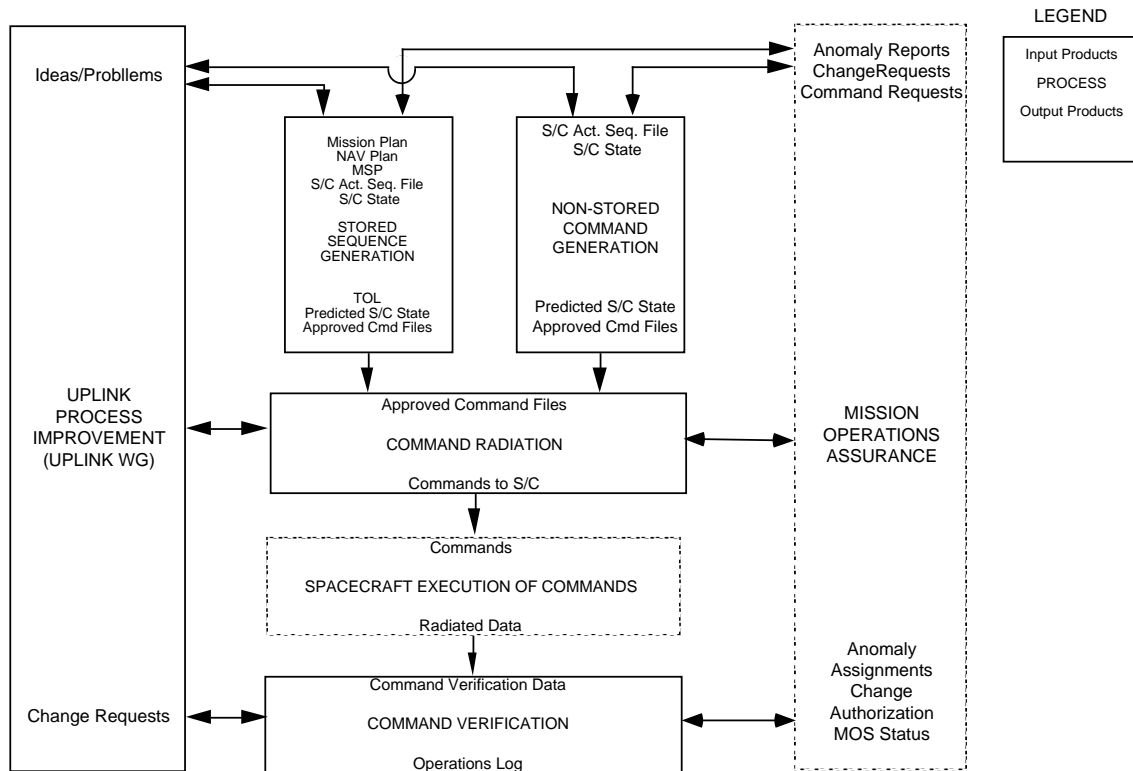 LEGEND
Input Products
PROCESS
Output Products
Ideas/Probllems
UPLINK
PROCESS
IMPROVEMENT
(UPLINK WG)
Change Requests
Mission Plan
NAV Plan
MSP
S/C Act. Seq. File
S/C State
STORED
SEQUENCE
GENERATION
TOL
Predicted S/C State
Approved Cmd Files
S/C Act. Seq. File
S/C State
NON-STORED
COMMAND
GENERATION
Predicted S/C State
Approved Cmd Files
Approved Command Files
COMMAND RADIATION
Commands to S/C
Commands
SPACECRAFT EXECUTION OF COMMANDS
Radiated Data
Command Verification Data
COMMAND VERIFICATION
Operations Log
Anomaly Reports
ChangeRequests
Command Requests
MISSION
OPERATIONS
ASSURANCE
Anomaly
Assignments
Change
Authorization
MOS Status